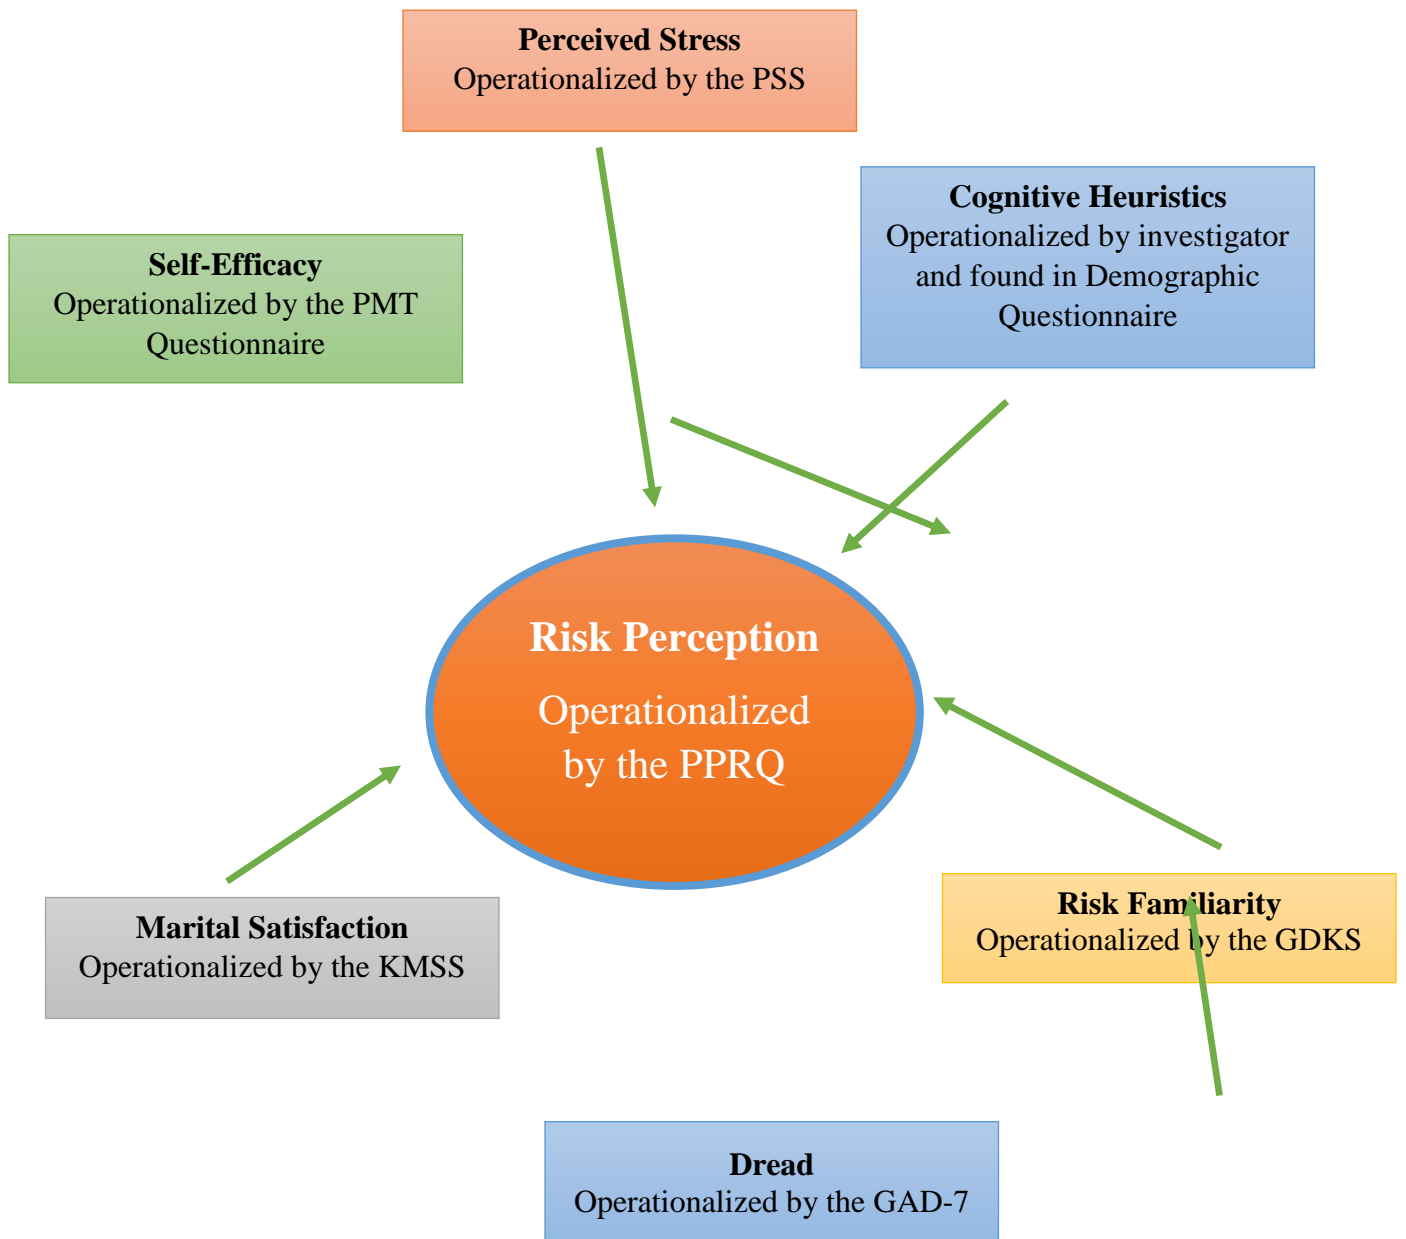 Perceived Stress
Operationalized by the PSS
Cognitive Heuristics
Operationalized by investigator
and found in Demographic
Questionnaire
Self-Efficacy
Operationalized by the PMT
Questionnaire
Risk Perception
Operationalized
by the PPRQ
Marital Satisfaction
Operationalized by the KMSS
Risk Familiarity
Operationalized by the GDKS
Dread
Operationalized by the GAD-7